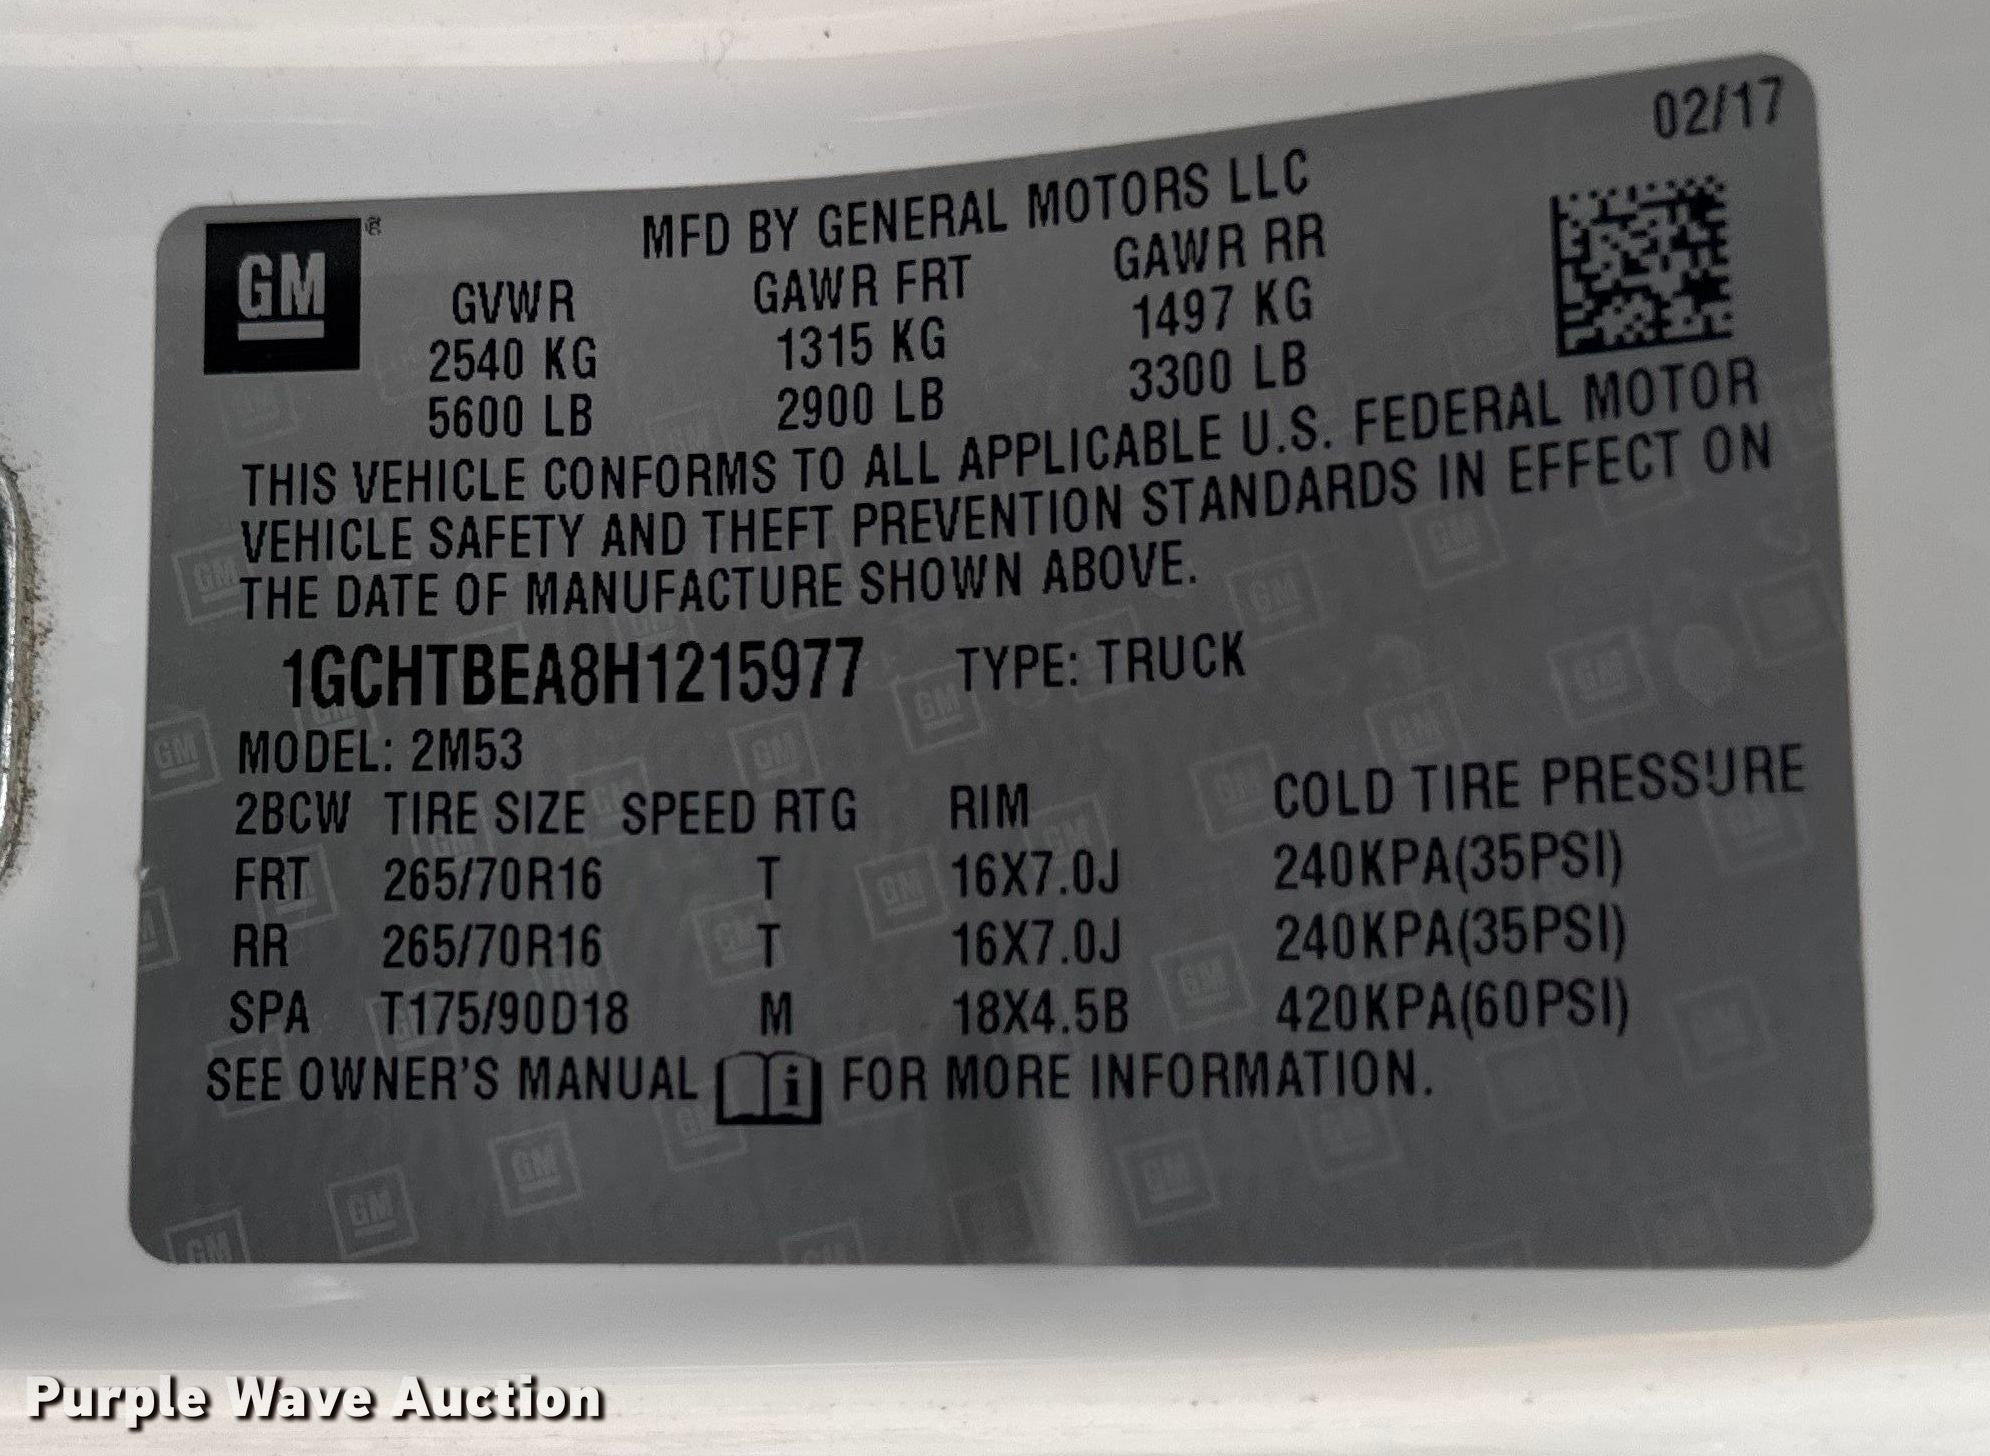 02/17
GM ®
MFD BY GENERAL MOTORS LLC
GVWR GAWR FRT GAWR RR
2540 KG 1315 KG 1497 KG
5600 LB 2900 LB 3300 LB
THIS VEHICLE CONFORMS TO ALL APPLICABLE U.S. FEDERAL MOTOR
VEHICLE SAFETY AND THEFT PREVENTION STANDARDS IN EFFECT ON
THE DATE OF MANUFACTURE SHOWN ABOVE.
1GCHTBEA8H1215977 TYPE: TRUCK
MODEL: 2M53
2BCW TIRE SIZE SPEED RTG RIM COLD TIRE PRESSURE
FRT 265/70R16 T 16X7.0J 240KPA(35PSI)
RR 265/70R16 T 16X7.0J 240KPA(35PSI)
SPA T175/90D18 M 18X4.5B 420KPA(60PSI)
SEE OWNER'S MANUAL i FOR MORE INFORMATION.
Purple Wave Auction